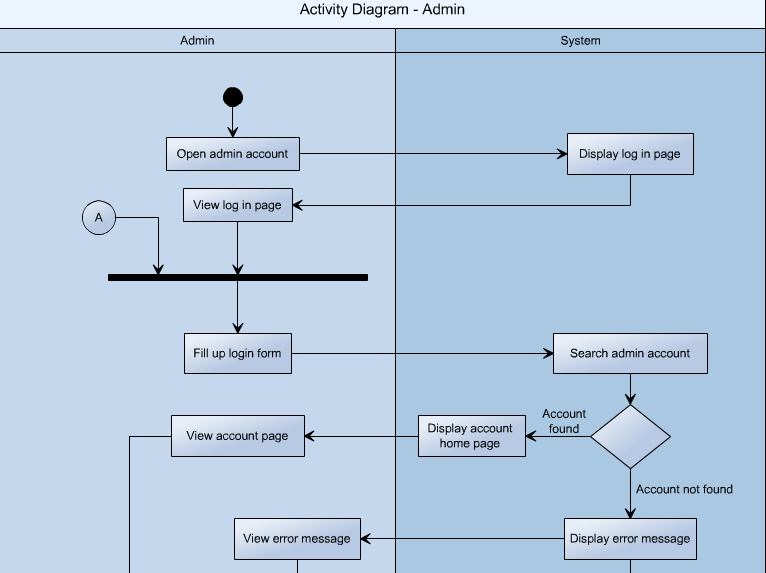 Activity Diagram - Admin
Admin
System
Open admin account
Display log in page
View log in page
A
Fill up login form
Search admin account
View account page
Display account
home page
Account
found
Account not found
View error message
Display error message